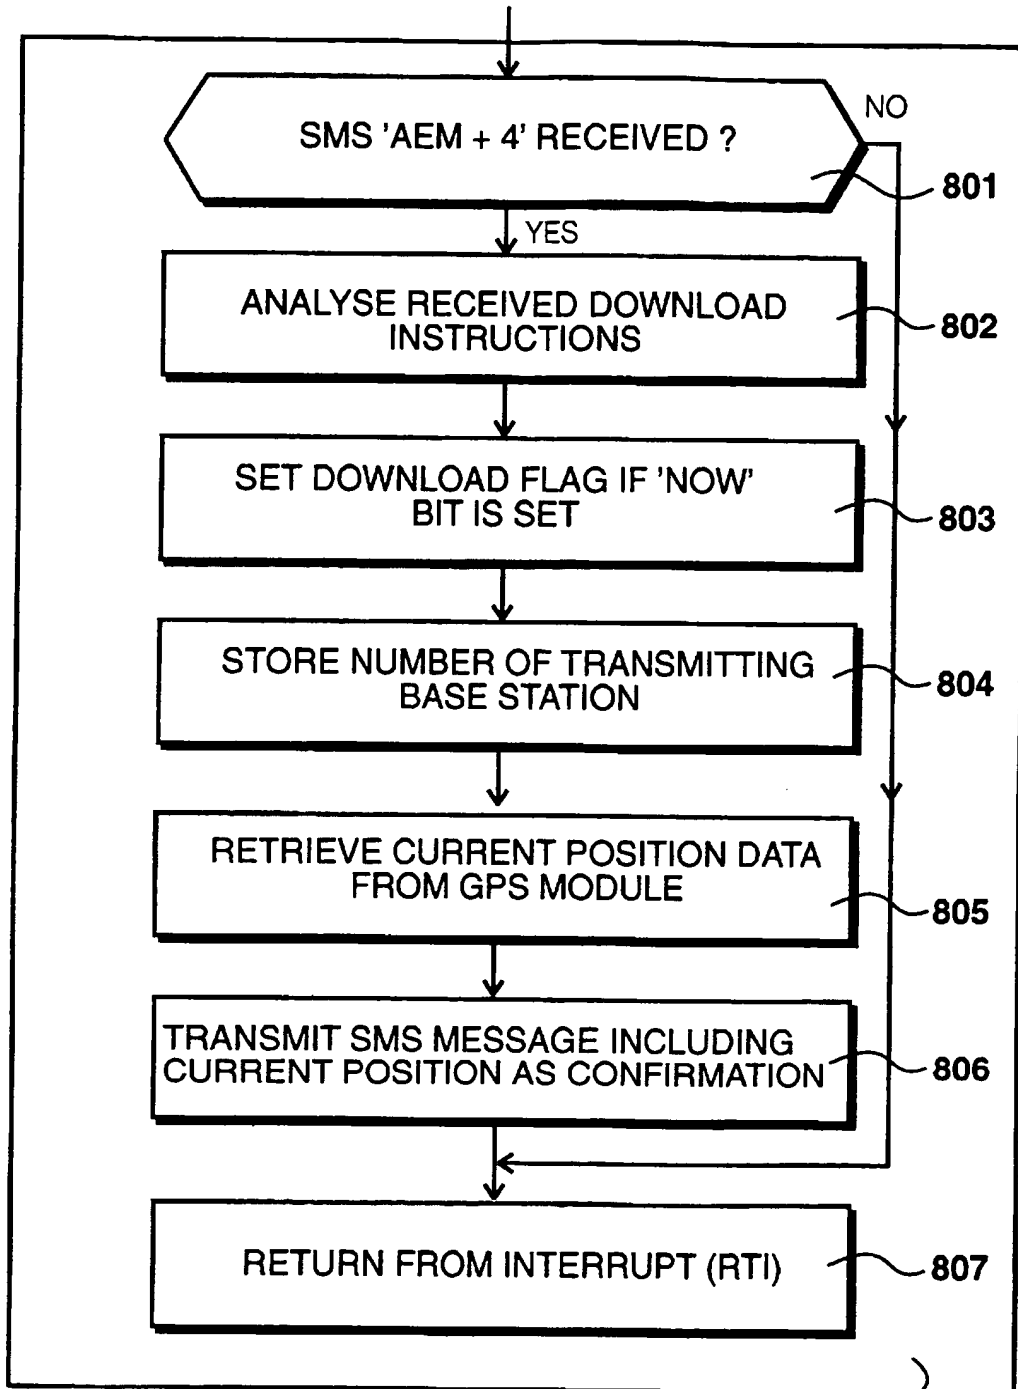 SMS 'AEM + 4' RECEIVED ?
NO
801
YES
ANALYSE RECEIVED DOWNLOAD
INSTRUCTIONS
802
SET DOWNLOAD FLAG IF 'NOW'
BIT IS SET
803
STORE NUMBER OF TRANSMITTING
BASE STATION
804
RETRIEVE CURRENT POSITION DATA
FROM GPS MODULE
805
TRANSMIT SMS MESSAGE INCLUDING
CURRENT POSITION AS CONFIRMATION
806
RETURN FROM INTERRUPT (RTI)
807